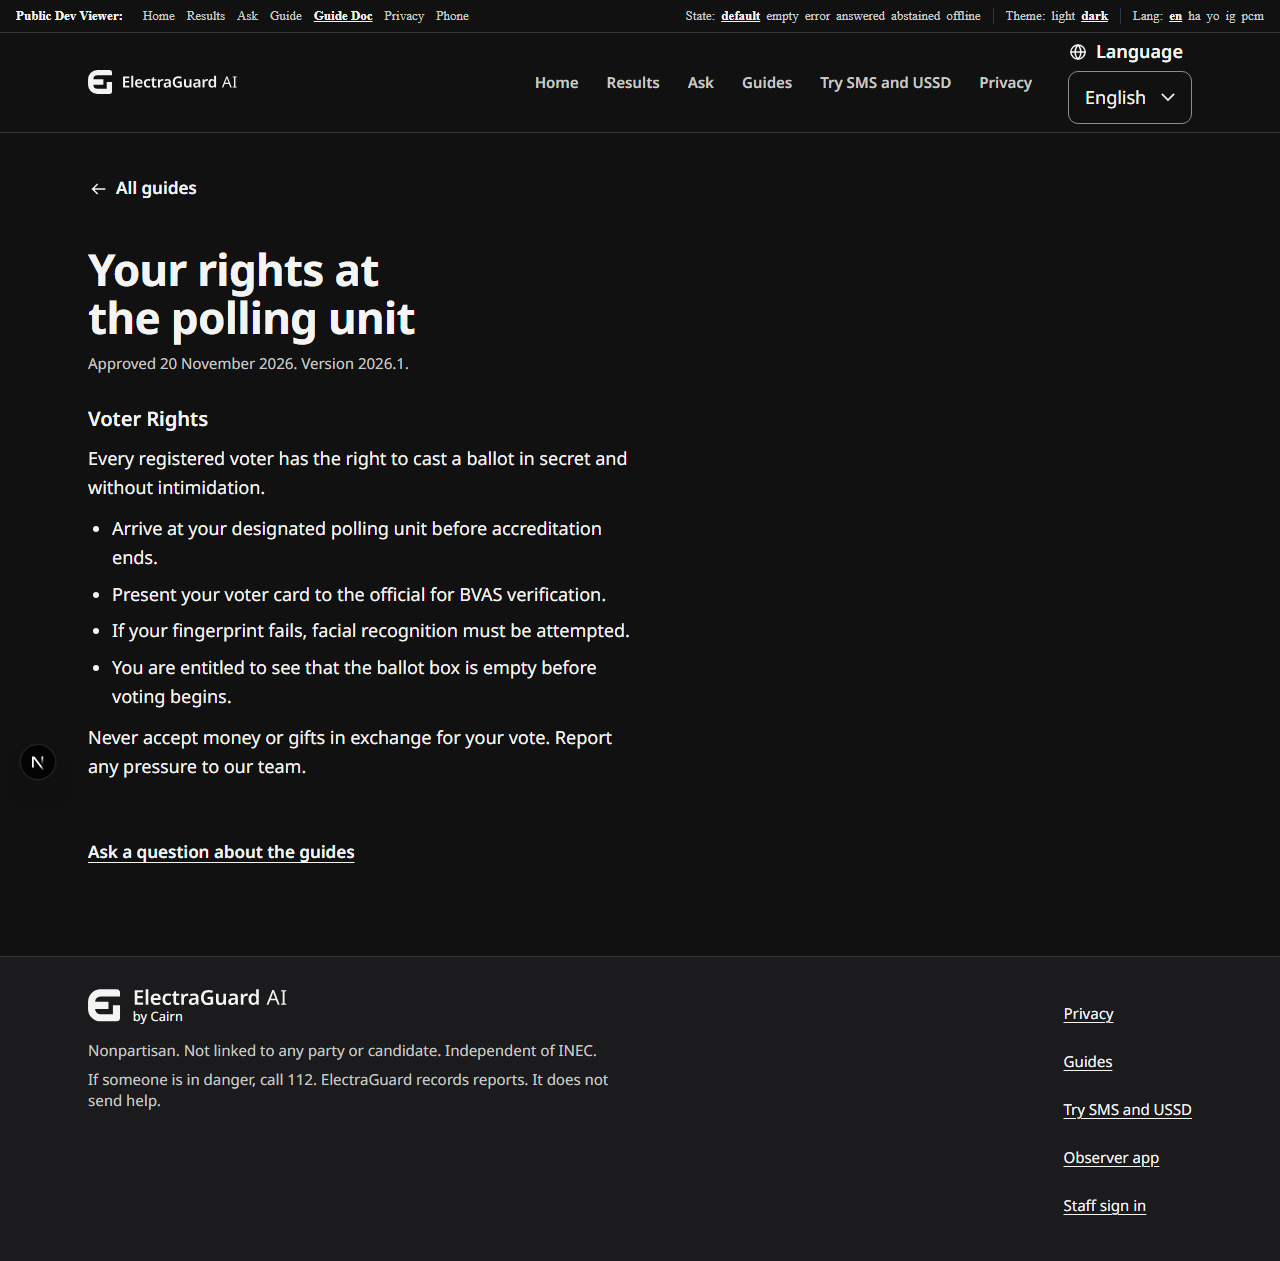 Public Dev Viewer: Home Results Ask Guide Guide Doc Privacy Phone State: default empty error answered abstained offline Theme: light dark Lang: en ha yo ig pcm
ElectraGuard AI
Home Results Ask Guides Try SMS and USSD Privacy
Language
English
All guides
Your rights at
the polling unit
Approved 20 November 2026. Version 2026.1.
Voter Rights
Every registered voter has the right to cast a ballot in secret and
without intimidation.
• Arrive at your designated polling unit before accreditation
ends.
• Present your voter card to the official for BVAS verification.
• If your fingerprint fails, facial recognition must be attempted.
• You are entitled to see that the ballot box is empty before
voting begins.
Never accept money or gifts in exchange for your vote. Report
any pressure to our team.
N
Ask a question about the guides
ElectraGuard AI
by Cairn
Nonpartisan. Not linked to any party or candidate. Independent of INEC.
If someone is in danger, call 112. ElectraGuard records reports. It does not
send help.
Privacy
Guides
Try SMS and USSD
Observer app
Staff sign in